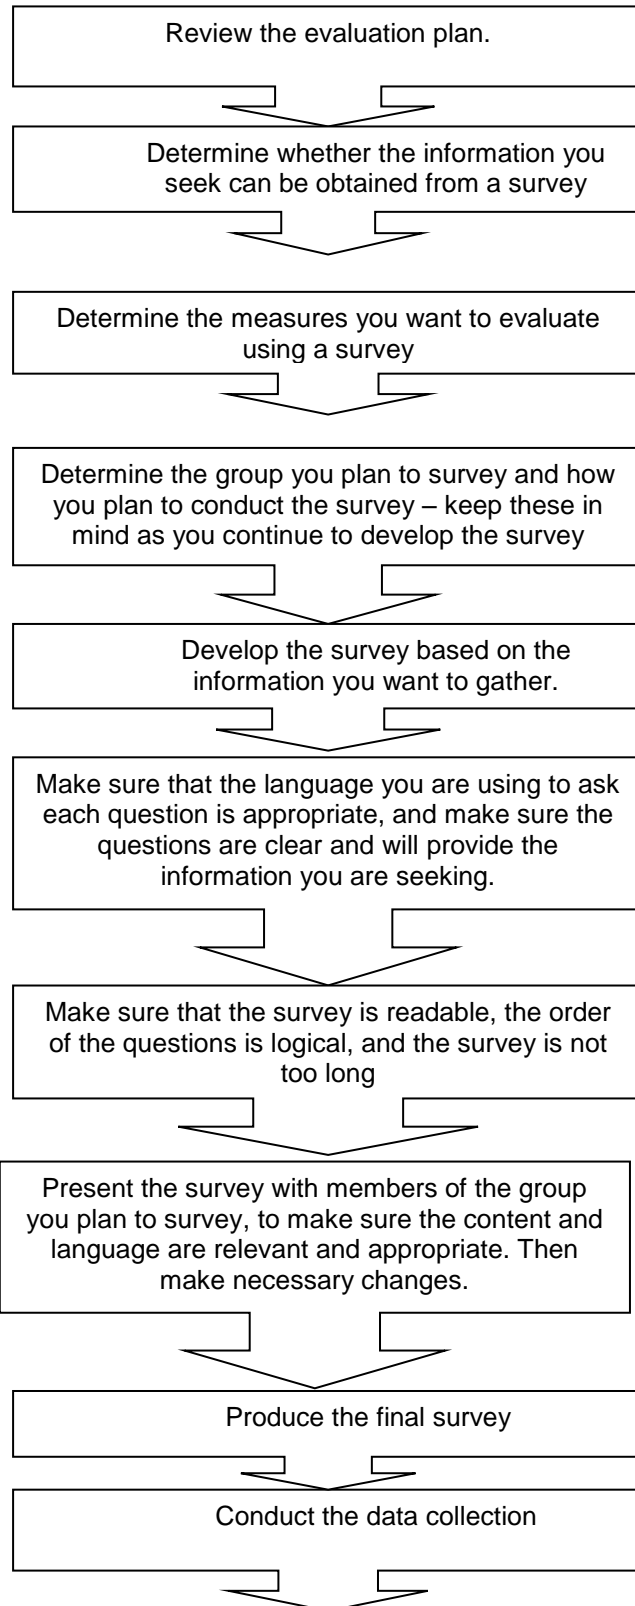 Review the evaluation plan.
Determine whether the information you
seek can be obtained from a survey
Determine the measures you want to evaluate
using a survey
Determine the group you plan to survey and how
you plan to conduct the survey – keep these in
mind as you continue to develop the survey
Develop the survey based on the
information you want to gather.
Make sure that the language you are using to ask
each question is appropriate, and make sure the
questions are clear and will provide the
information you are seeking.
Make sure that the survey is readable, the order
of the questions is logical, and the survey is not
too long
Present the survey with members of the group
you plan to survey, to make sure the content and
language are relevant and appropriate. Then
make necessary changes.
Produce the final survey
Conduct the data collection